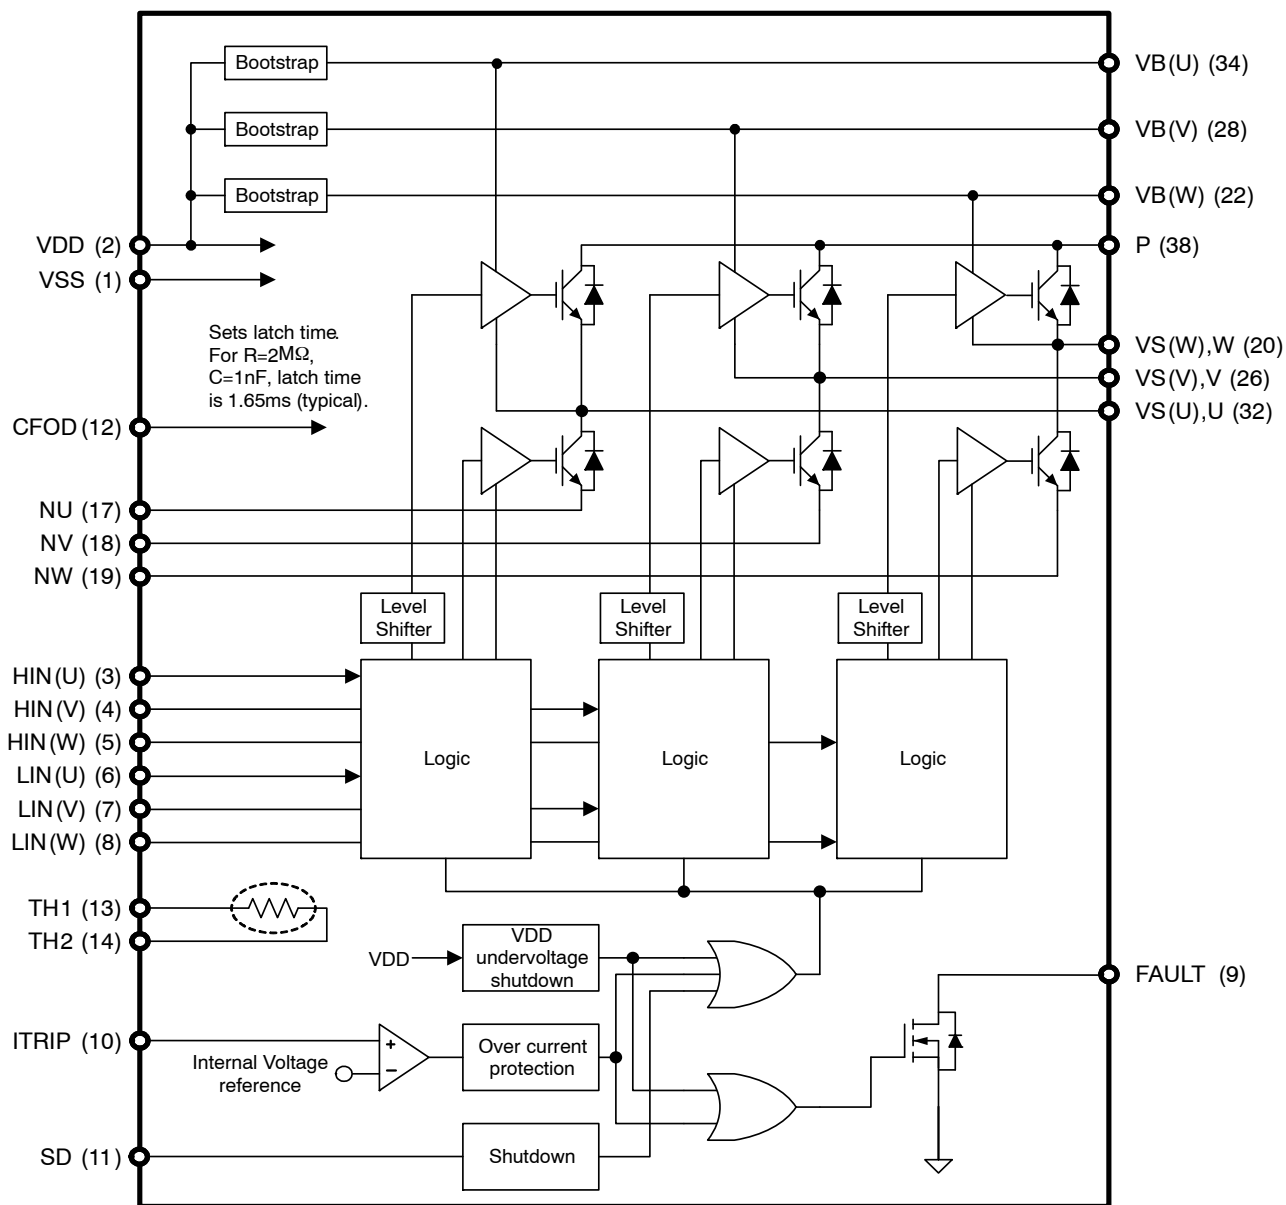 Bootstrap
VB(U) (34)
Bootstrap
VB(V) (28)
Bootstrap
VB(W) (22)
VDD (2)
P (38)
VSS (1)
Sets latch time.
For R=2MΩ,
C=1nF, latch time
is 1.65ms (typical).
VS(W),W (20)
VS(V),V (26)
VS(U),U (32)
CFOD (12)
NU (17)
NV (18)
NW (19)
Level
Shifter
Level
Shifter
Level
Shifter
HIN(U) (3)
HIN(V) (4)
HIN(W) (5)
LIN(U) (6)
LIN(V) (7)
LIN(W) (8)
Logic
Logic
Logic
TH1 (13)
TH2 (14)
VDD
VDD
undervoltage
shutdown
FAULT (9)
ITRIP (10)
+
−
Internal Voltage
reference
Over current
protection
SD (11)
Shutdown